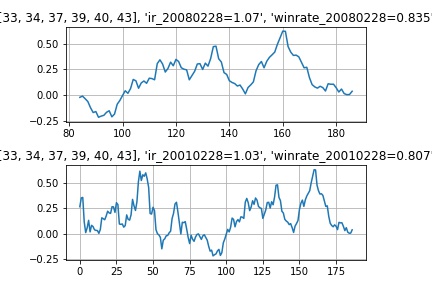 [33, 34, 37, 39, 40, 43], 'ir_20080228=1.07', 'winrate_20080228=0.835'
0.50
0.25
0.00
−0.25
80 100 120 140 160 180
[33, 34, 37, 39, 40, 43], 'ir_20010228=1.03', 'winrate_20010228=0.807'
0.50
0.25
0.00
−0.25
0 25 50 75 100 125 150 175